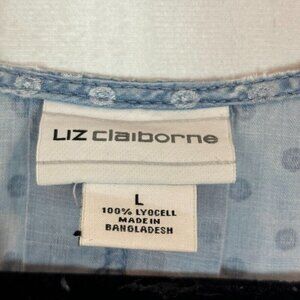 LIZ claiborne
L
100% LYOCELL
MADE IN
BANGLADESH